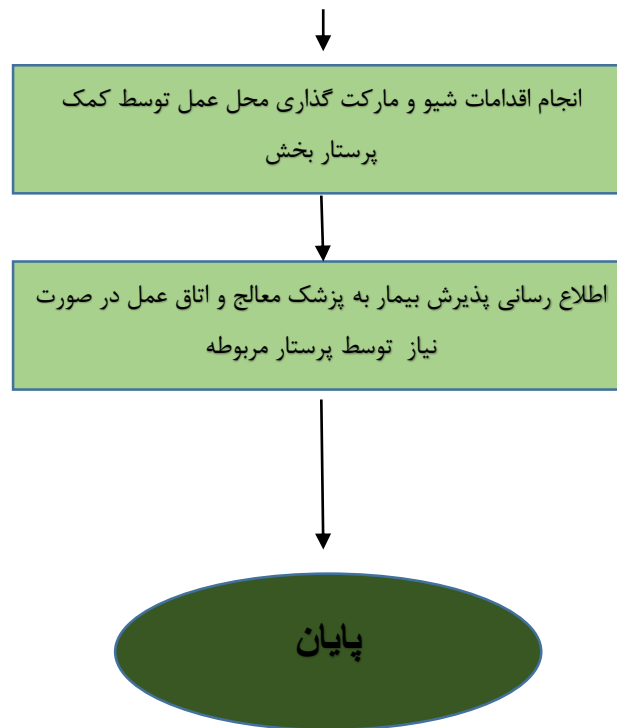 انجام اقدامات شیو و مارکت گذاری محل عمل توسط کمک
پرستار بخش
اطلاع رسانی پذیرش بیمار به پزشک معالج و اتاق عمل در صورت
نیاز توسط پرستار مربوطه
پایان